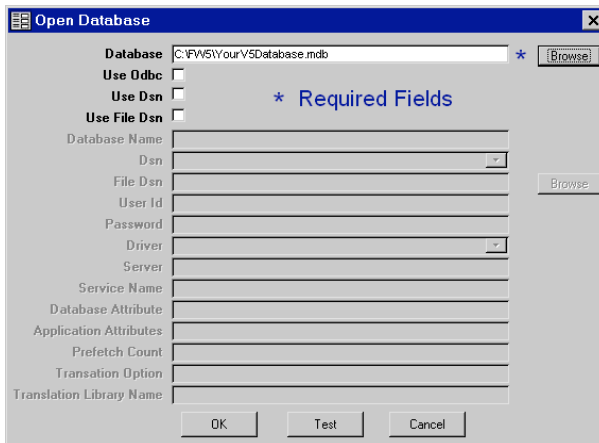 Open Database
Database C:\FW5\YourV5Database.mdb * Browse
Use Odbc
Use Dsn * Required Fields
Use File Dsn
Database Name
Dsn
File Dsn Browse
User Id
Password
Driver
Server
Service Name
Database Attribute
Application Attributes
Prefetch Count
Transation Option
Translation Library Name
OK Test Cancel